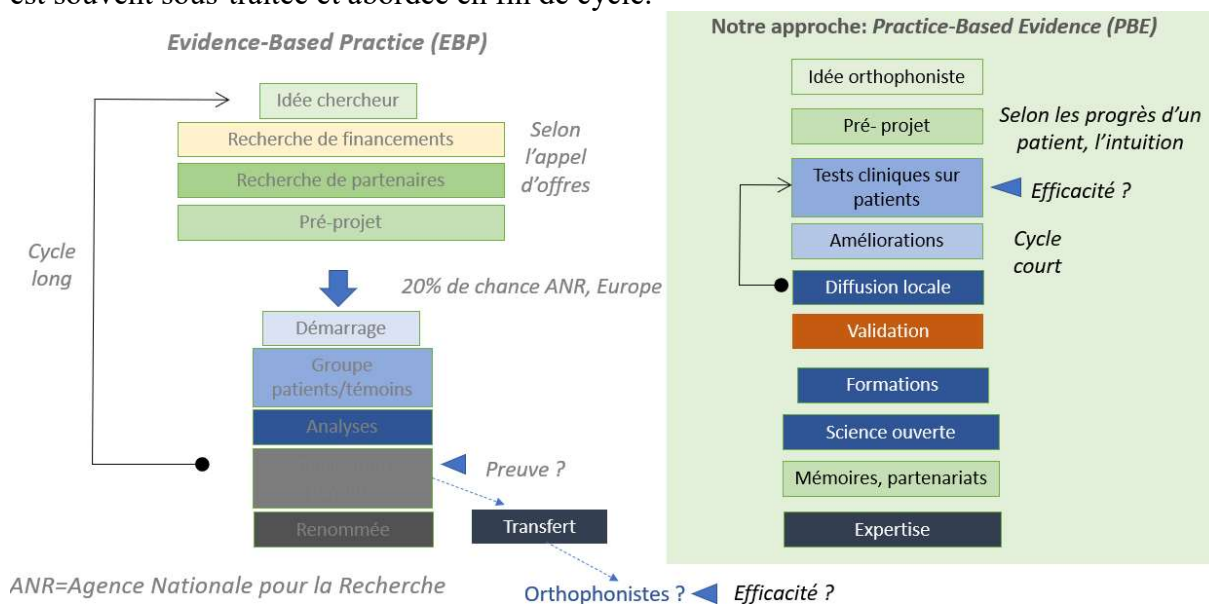 est souvent sous-traitée et abordée en fin de cycle.
Evidence-Based Practice (EBP)
Idée chercheur
Recherche de financements
Recherche de partenaires
Pré-projet
Selon
l'appel
d'offres
Cycle
long
20% de chance ANR, Europe
Démarrage
Groupe
patients/témoins
Analyses
Preuve ?
Renommée
Transfert
ANR=Agence Nationale pour la Recherche
Orthophonistes ?
Efficacité ?
Notre approche: Practice-Based Evidence (PBE)
Idée orthophoniste
Pré- projet
Selon les progrès d'un
patient, l'intuition
Tests cliniques sur
patients
Efficacité ?
Améliorations
Cycle
court
Diffusion locale
Validation
Formations
Science ouverte
Mémoires, partenariats
Expertise